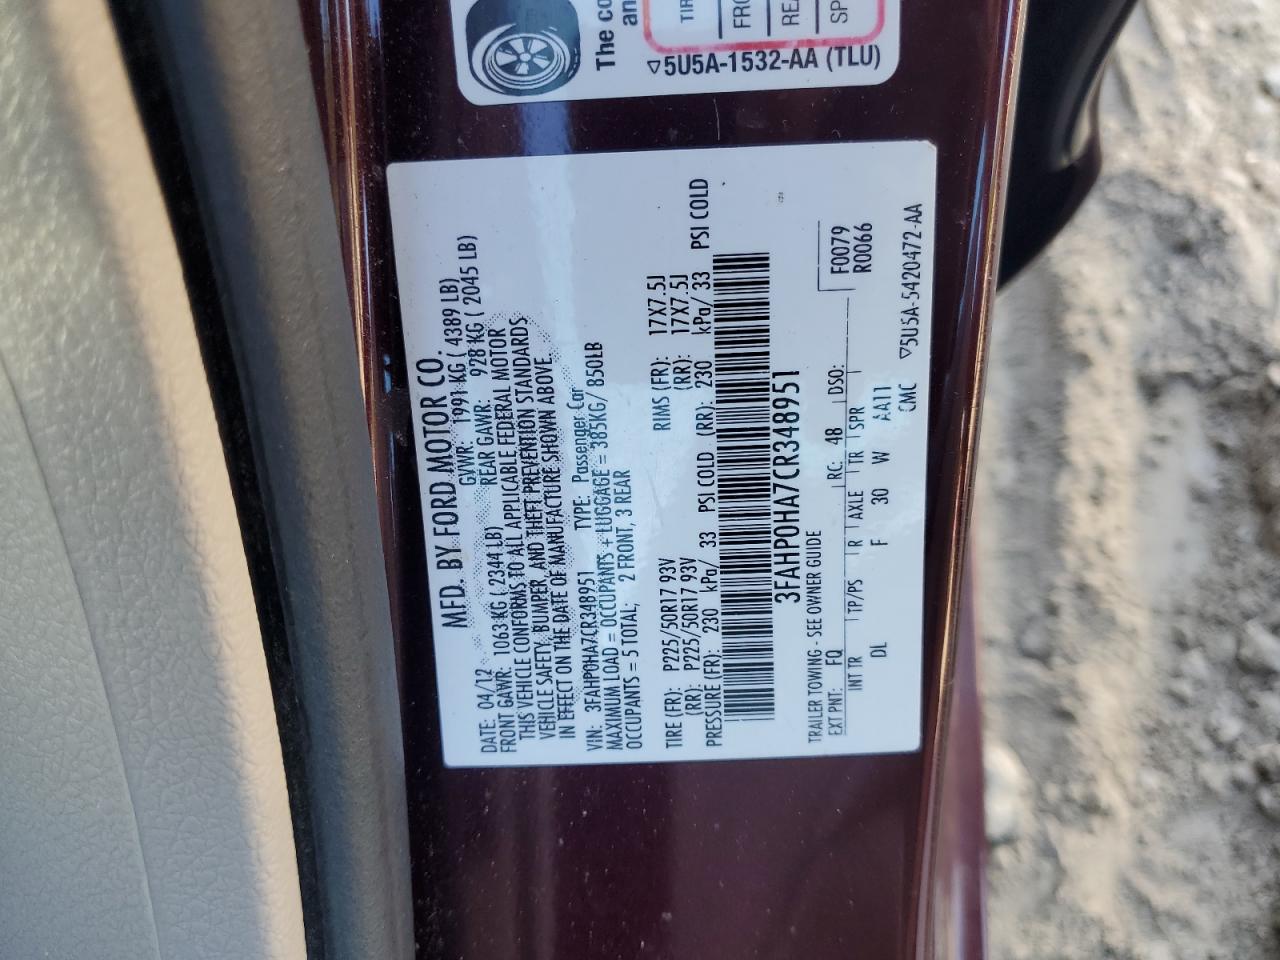 The co
an
TIR
FRO
REA
SP
▽5U5A-1532-AA (TLU)
MFD. BY FORD MOTOR CO.
DATE: 04/12 GVWR: 1991 KG ( 4389 LB)
FRONT GAWR: 1063 KG ( 2344 LB) REAR GAWR: 928 KG ( 2045 LB)
THIS VEHICLE CONFORMS TO ALL APPLICABLE FEDERAL MOTOR
VEHICLE SAFETY, BUMPER, AND THEFT PREVENTION STANDARDS
IN EFFECT ON THE DATE OF MANUFACTURE SHOWN ABOVE.
VIN: 3FAHP0HA7CR348951 TYPE: Passenger Car
MAXIMUM LOAD = OCCUPANTS + LUGGAGE = 385KG/ 850LB
OCCUPANTS = 5 TOTAL, 2 FRONT, 3 REAR
TIRE (FR): P225/50R17 93V RIMS (FR): 17X7.5J
(RR): P225/50R17 93V (RR): 17X7.5J
PRESSURE (FR): 230 kPa/ 33 PSI COLD (RR): 230 kPa/ 33 PSI COLD
3FAHP0HA7CR348951
TRAILER TOWING - SEE OWNER GUIDE
EXT PNT: FQ RC: 48 DSO: F0079
R0066
INT TR TP/PS R AXLE TR SPR
DL F 30 W AA11
CMC ▽5U5A-5420472-AA